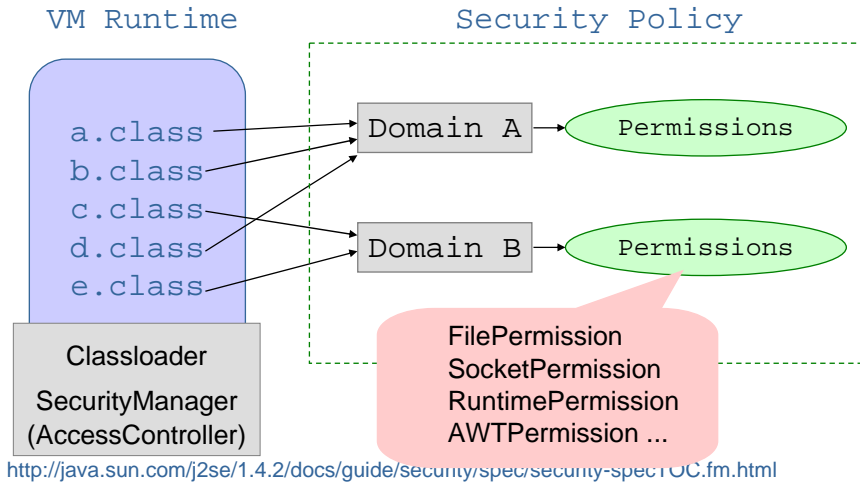 VM Runtime
Security Policy
a.class
b.class
c.class
d.class
e.class
Domain A
Permissions
Domain B
Permissions
FilePermission
SocketPermission
RuntimePermission
AWTPermission ...
Classloader
SecurityManager
(AccessController)
http://java.sun.com/j2se/1.4.2/docs/guide/security/spec/security-specTOC.fm.html